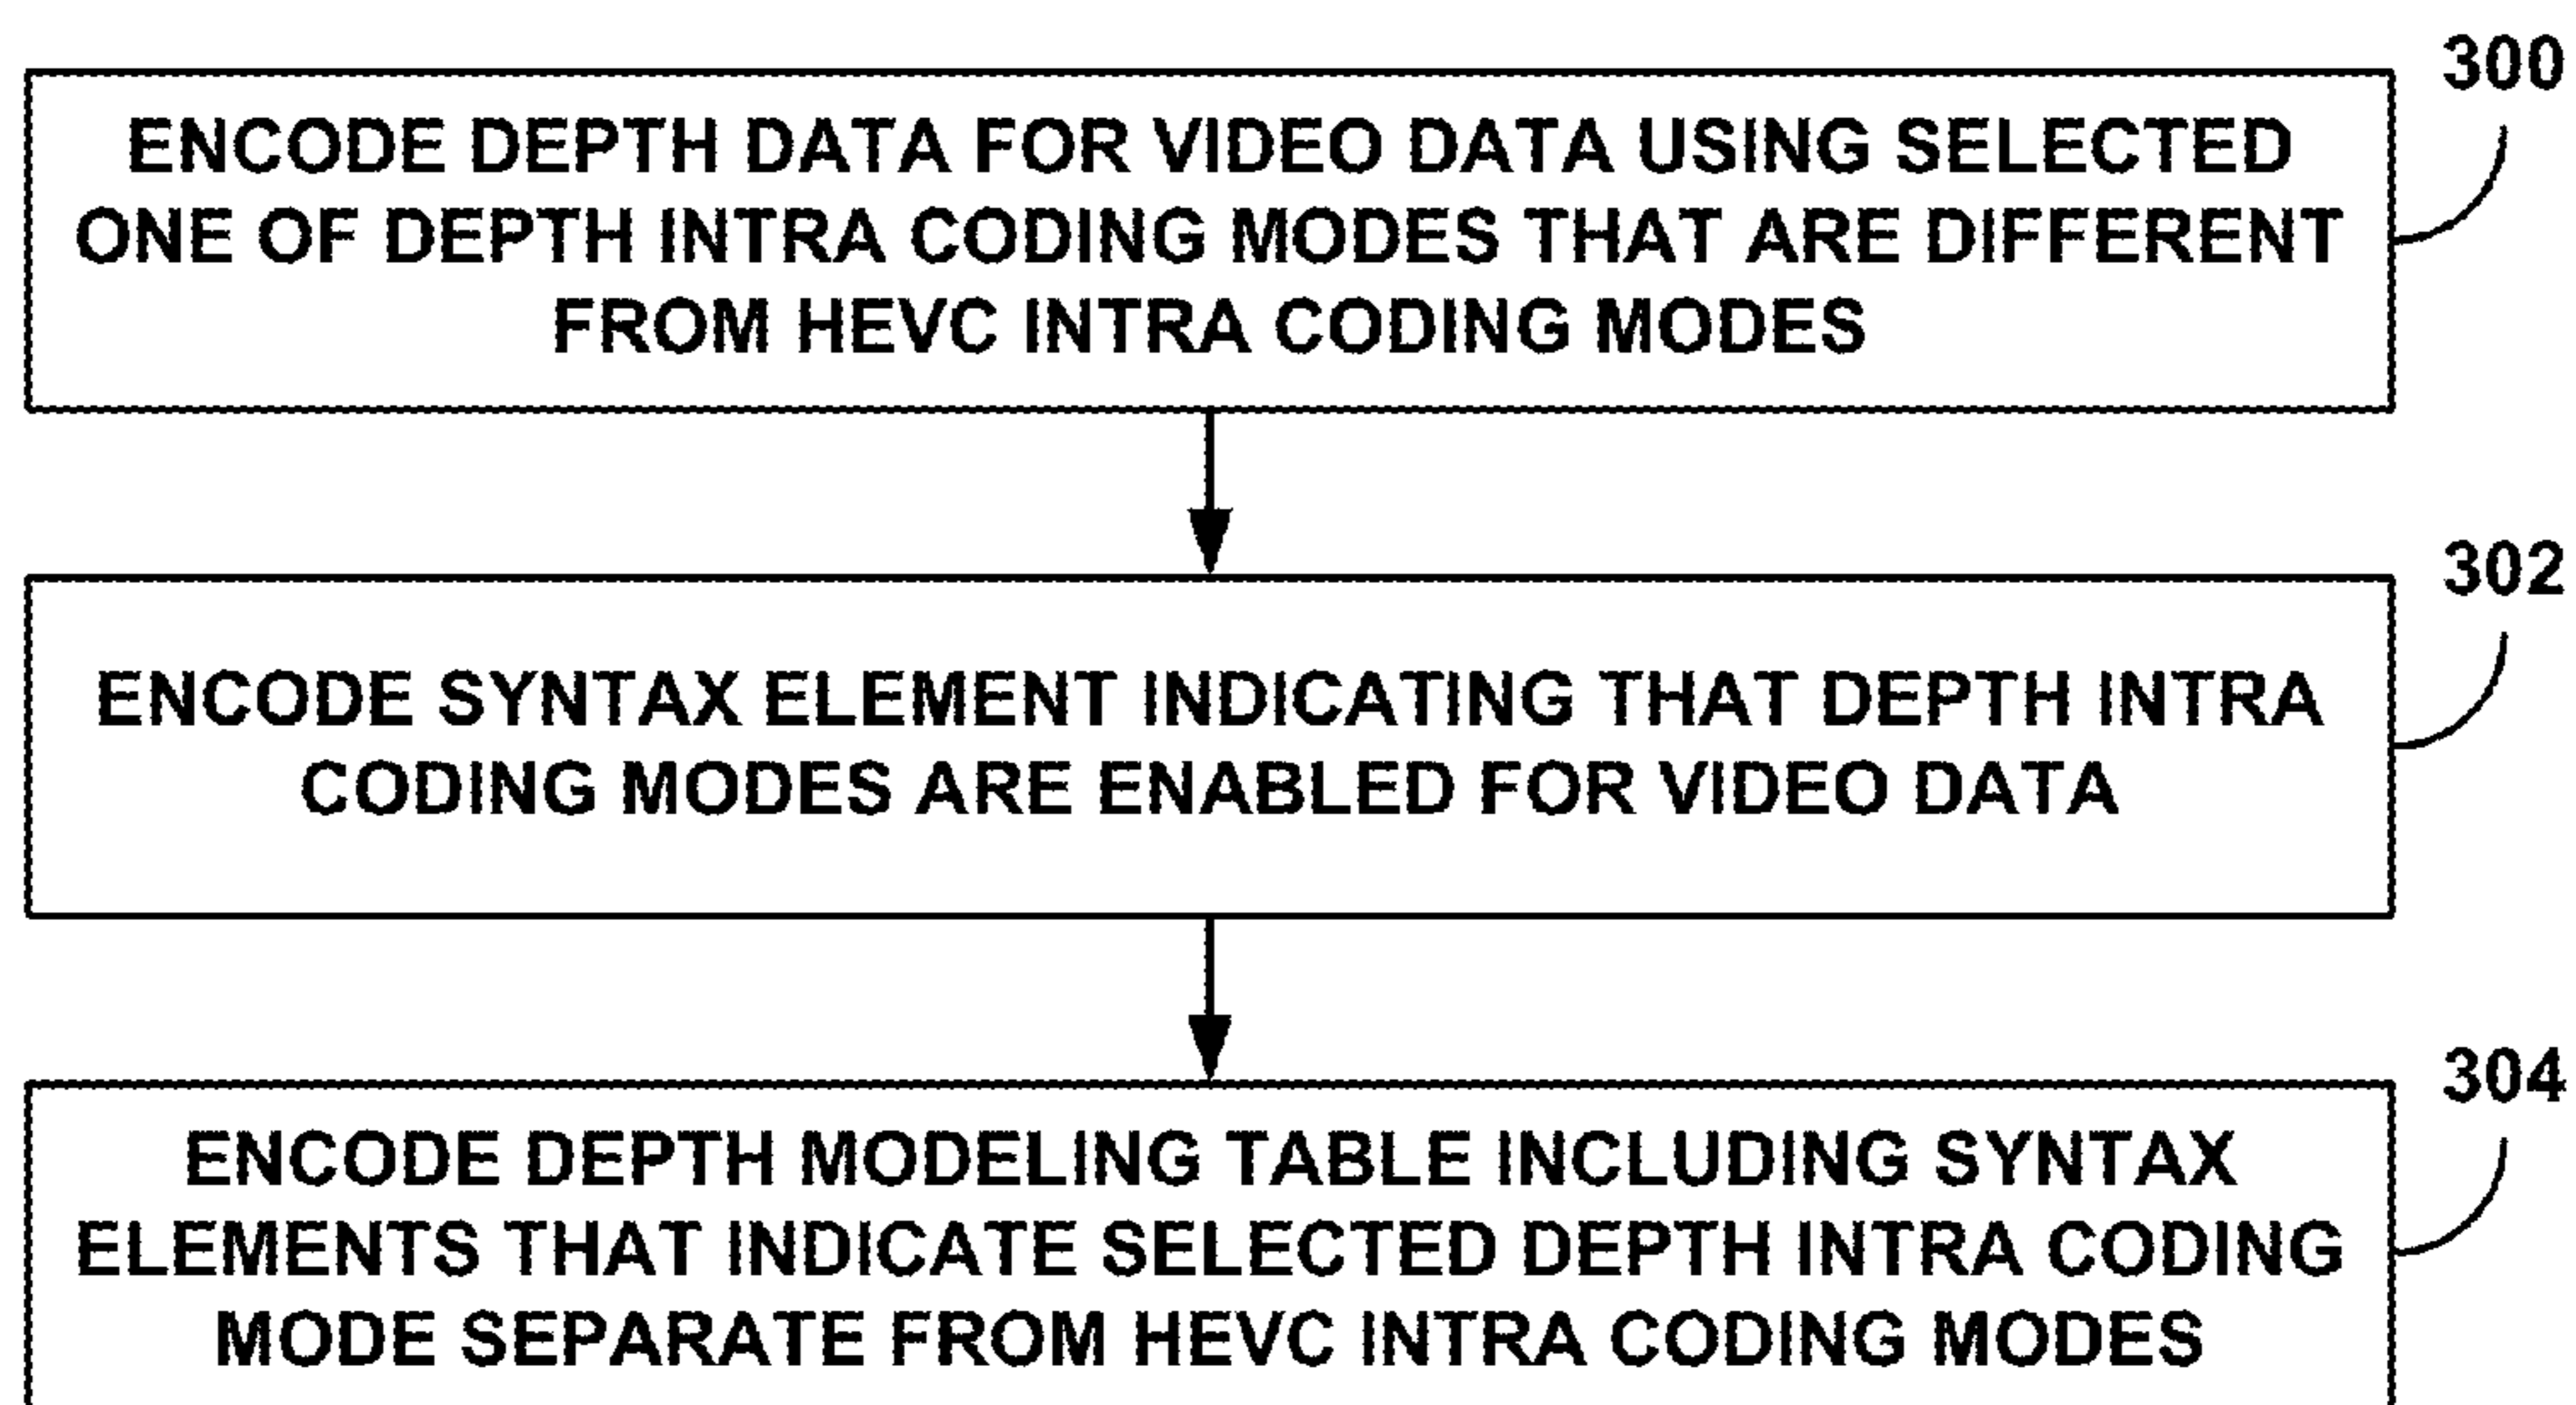 300
ENCODE DEPTH DATA FOR VIDEO DATA USING SELECTED
ONE OF DEPTH INTRA CODING MODES THAT ARE DIFFERENT
FROM HEVC INTRA CODING MODES
302
ENCODE SYNTAX ELEMENT INDICATING THAT DEPTH INTRA
CODING MODES ARE ENABLED FOR VIDEO DATA
304
ENCODE DEPTH MODELING TABLE INCLUDING SYNTAX
ELEMENTS THAT INDICATE SELECTED DEPTH INTRA CODING
MODE SEPARATE FROM HEVC INTRA CODING MODES